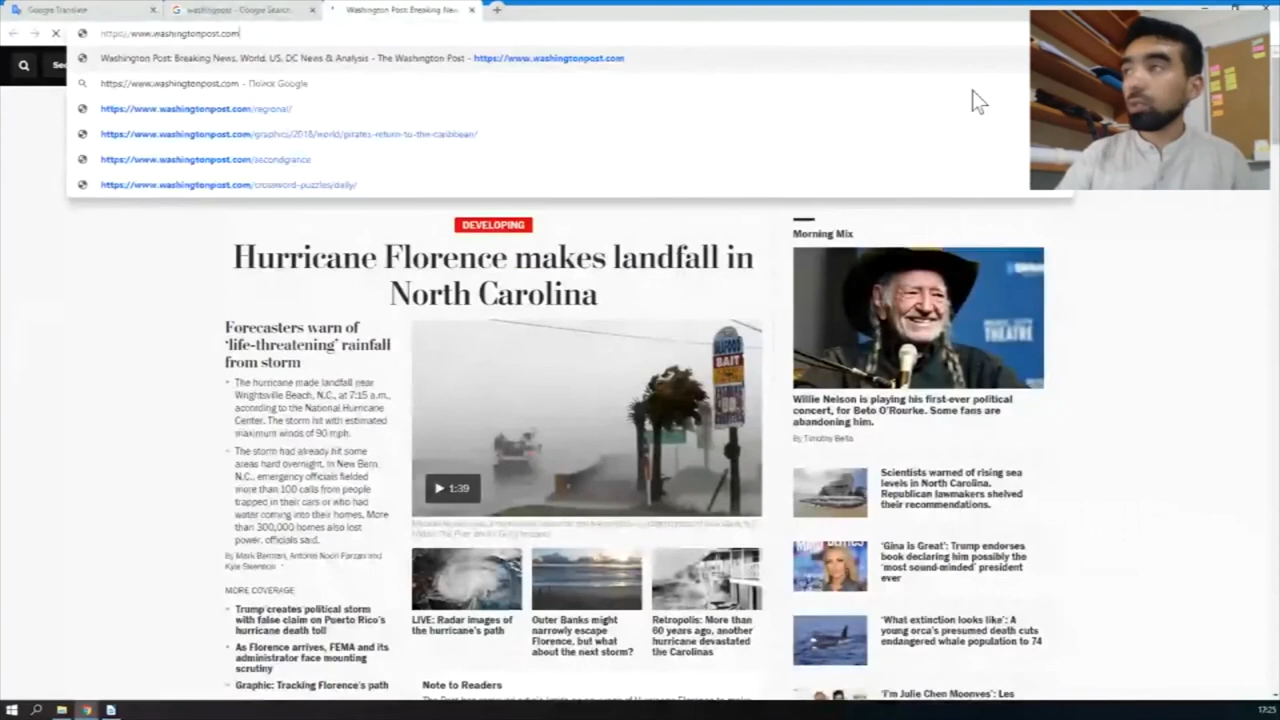 Google Translate
washingpost - Google Search
Washington Post: Breaking New
https://www.washingtonpost.com
Washington Post: Breaking News, World, US, DC News & Analysis - The Washington Post - https://www.washingtonpost.com
https://www.washingtonpost.com - Поиск Google
https://www.washingtonpost.com/regional/
https://www.washingtonpost.com/graphics/2018/world/pirates-return-to-the-caribbean/
https://www.washingtonpost.com/secondglance
https://www.washingtonpost.com/crossword-puzzles/daily/
DEVELOPING
Hurricane Florence makes landfall in
North Carolina
Forecasters warn of
‘life-threatening’ rainfall
from storm
The hurricane made landfall near
Wrightsville Beach, N.C., at 7:15 a.m.,
according to the National Hurricane
Center. The storm hit with estimated
maximum winds of 90 mph.
The storm had already hit some
areas hard overnight. In New Bern,
N.C., emergency officials fielded
more than 100 calls from people
trapped in their cars or who had
water coming into their homes. More
than 300,000 homes also lost
power, officials said.
By Mark Berman, Antonia Noori Farzan and
MORE COVERAGE
Trump creates political storm
with false claim on Puerto Rico's
hurricane death toll
As Florence arrives, FEMA and its
administrator face mounting
scrutiny
Graphic: Tracking Florence's path
SEAFOOD
BAIT
1:39
LIVE: Radar images of
the hurricane's path
Outer Banks might
narrowly escape
Florence, but what
about the next storm?
Retropolis: More than
60 years ago, another
hurricane devastated
the Carolinas
Note to Readers
Morning Mix
THEATRE
Willie Nelson is playing his first-ever political
concert, for Beto O'Rourke. Some fans are
abandoning him.
By Timothy Bella
Scientists warned of rising sea
levels in North Carolina.
Republican lawmakers shelved
their recommendations.
‘Gina is Great’: Trump endorses
book declaring him possibly the
‘most sound-minded’ president
ever
‘What extinction looks like’: A
young orca's presumed death cuts
endangered whale population to 74
‘I'm Julie Chen Moonves’: Les
17:23